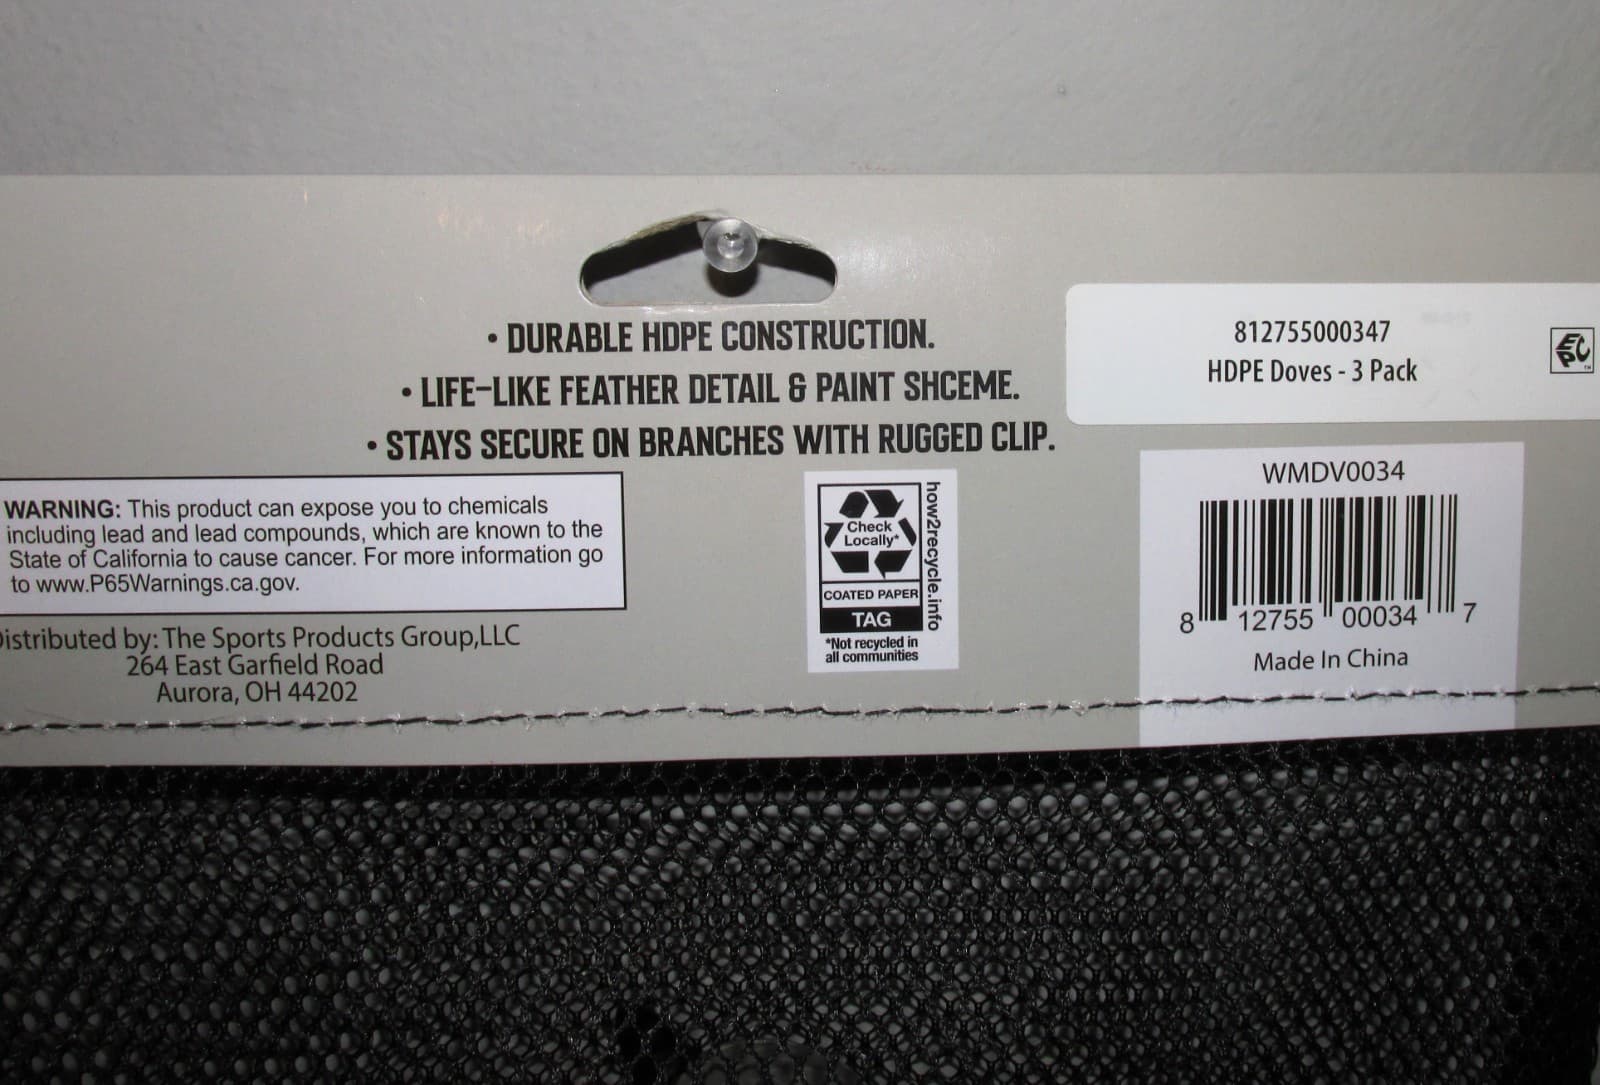 • DURABLE HDPE CONSTRUCTION.
• LIFE-LIKE FEATHER DETAIL & PAINT SHCEME.
• STAYS SECURE ON BRANCHES WITH RUGGED CLIP.
812755000347
HDPE Doves - 3 Pack
EPC
TM
WARNING: This product can expose you to chemicals
including lead and lead compounds, which are known to the
State of California to cause cancer. For more information go
to www.P65Warnings.ca.gov.
Distributed by: The Sports Products Group,LLC
264 East Garfield Road
Aurora, OH 44202
Check
Locally*
COATED PAPER
TAG
*Not recycled in
all communities
how2recycle.info
WMDV0034
8 12755 00034 7
Made In China